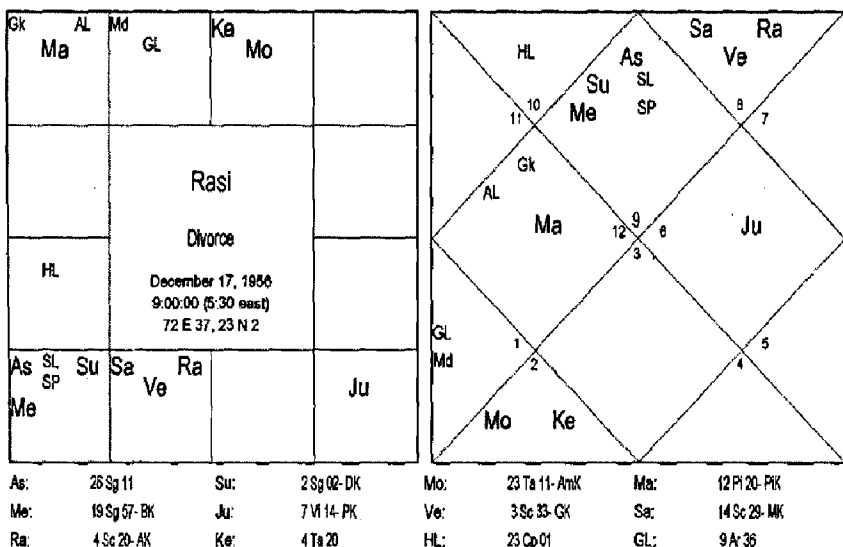 Gk AL Md Ke
Ma GL Mo
Rasi
Divorce
HL
December 17, 1956
9:00:00 (5:30 east)
72 E 37, 23 N 2
As SL Su Sa Ra
SP Ve
Me Ju
Sa Ra
HL As Ve
Su SL
10 Me SP 8
11 7
Gk
AL
9
Ma 12 6 Ju
3
GL
1 5
Md 2 4
Mo Ke
As: 26 Sg 11 Su: 2 Sg 02- DK Mo: 23 Ta 11- AmK Ma: 12 Pi 20- PiK
Me: 19 Sg 57- BK Ju: 7 Vi 14- PK Ve: 3 Sc 33- GK Sa: 14 Sc 29- MK
Ra: 4 Sc 20- AK Ke: 4 Ta 20 HL: 23 Cp 01 GL: 9 Ar 36